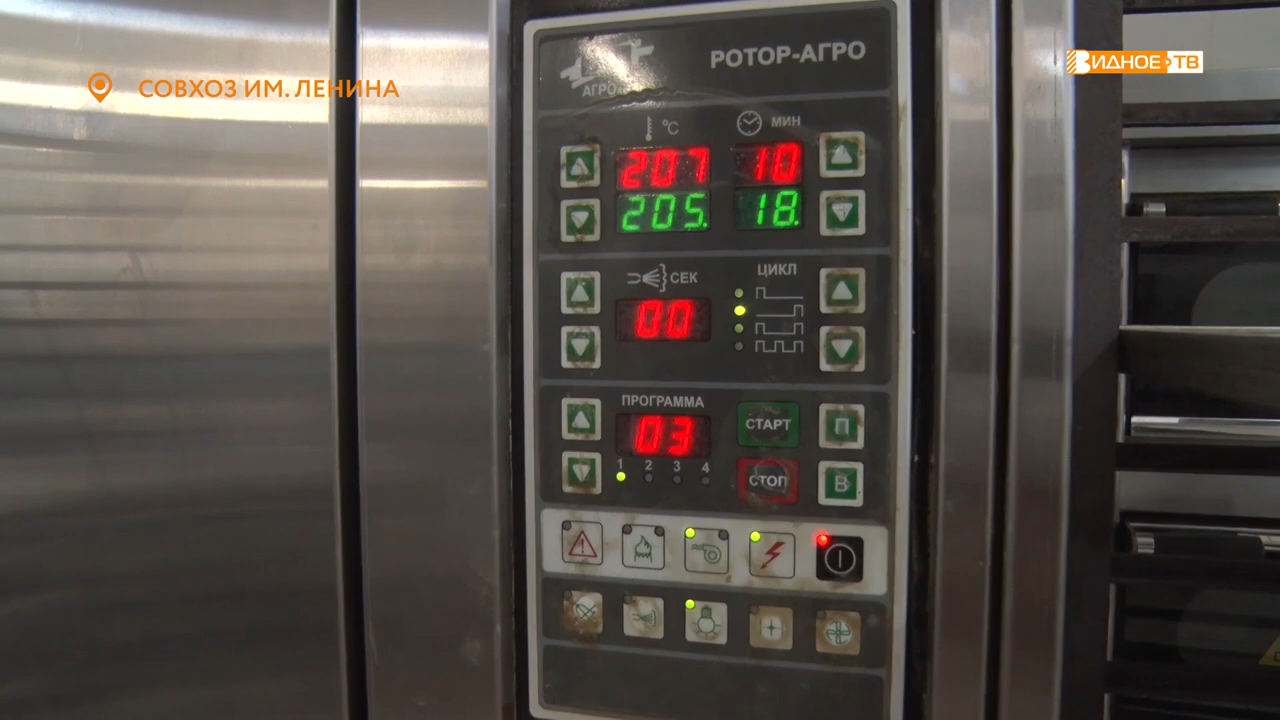 СОВХОЗ ИМ. ЛЕНИНА
ВИДНОЕ-ТВ
АГРО
РОТОР-АГРО
°C
МИН
207
10
205.
18.
СЕК
ЦИКЛ
00
ПРОГРАММА
03
СТАРТ
П
1 2 3 4
СТОП
В